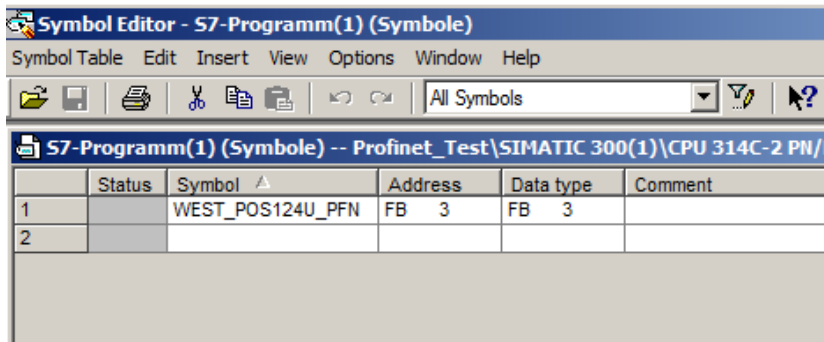 Symbol Editor - S7-Programm(1) (Symbole)
Symbol Table Edit Insert View Options Window Help
All Symbols
S7-Programm(1) (Symbole) -- Profinet_Test\SIMATIC 300(1)\CPU 314C-2 PN/
Status Symbol Address Data type Comment
1 WEST_POS124U_PFN FB 3 FB 3
2